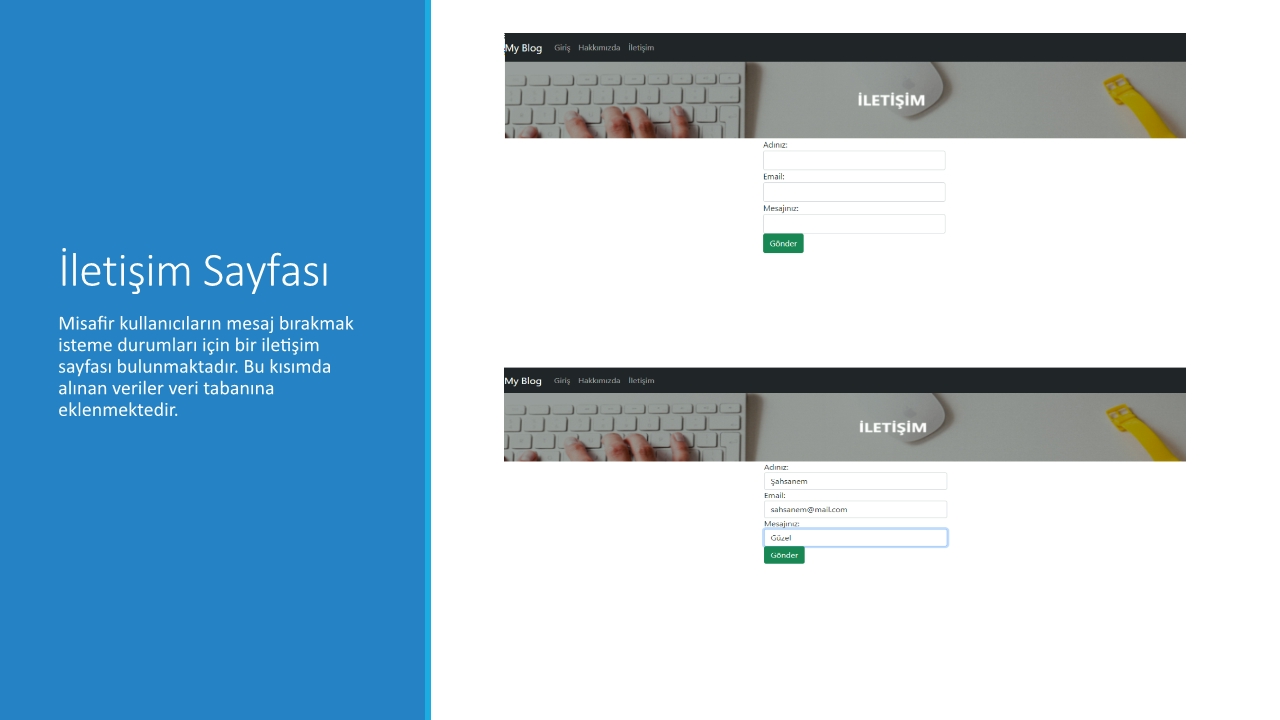 İletişim Sayfası
Misafir kullanıcıların mesaj bırakmak
isteme durumları için bir iletişim
sayfası bulunmaktadır. Bu kısımda
alınan veriler veri tabanına
eklenmektedir.
My Blog Giriş Hakkımızda İletişim
İLETİŞİM
Adınız:
Email:
Mesajınız:
Gönder
My Blog Giriş Hakkımızda İletişim
İLETİŞİM
Adınız:
Şahsanem
Email:
sahsanem@mail.com
Mesajınız:
Güzel
Gönder